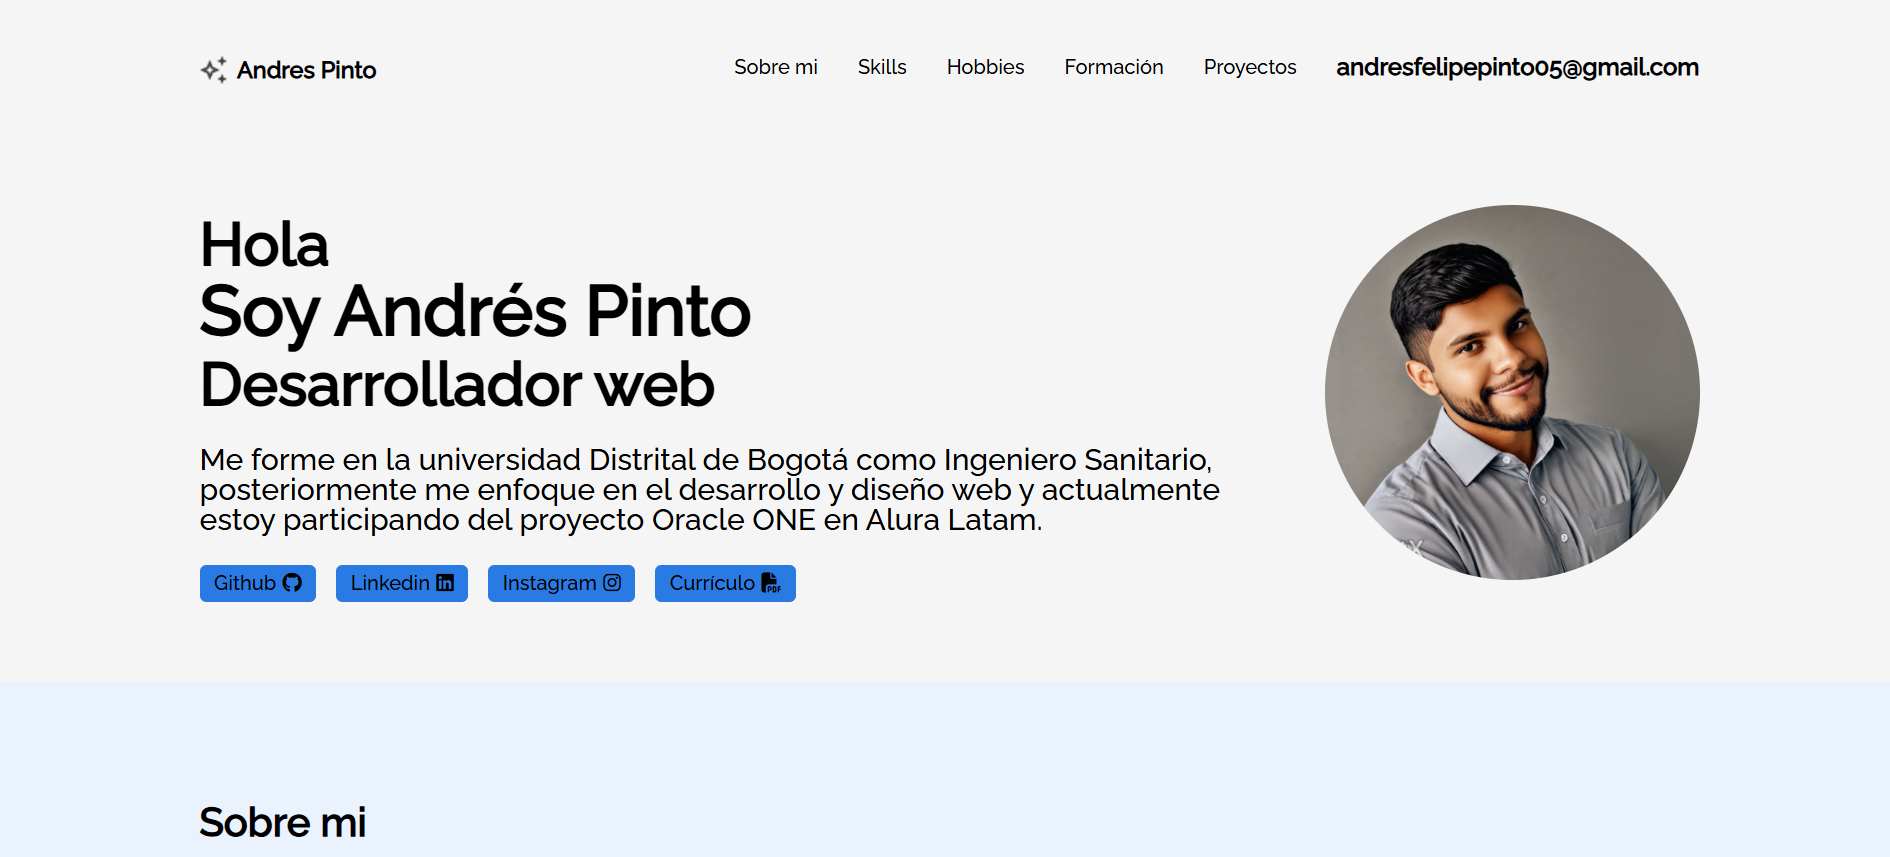 Andres Pinto
Sobre mi
Skills
Hobbies
Formación
Proyectos
andresfelipepinto05@gmail.com
Hola
Soy Andrés Pinto
Desarrollador web
Me forme en la universidad Distrital de Bogotá como Ingeniero Sanitario,
posteriormente me enfoque en el desarrollo y diseño web y actualmente
estoy participando del proyecto Oracle ONE en Alura Latam.
Github
Linkedin
Instagram
Currículo
PDF
Sobre mi